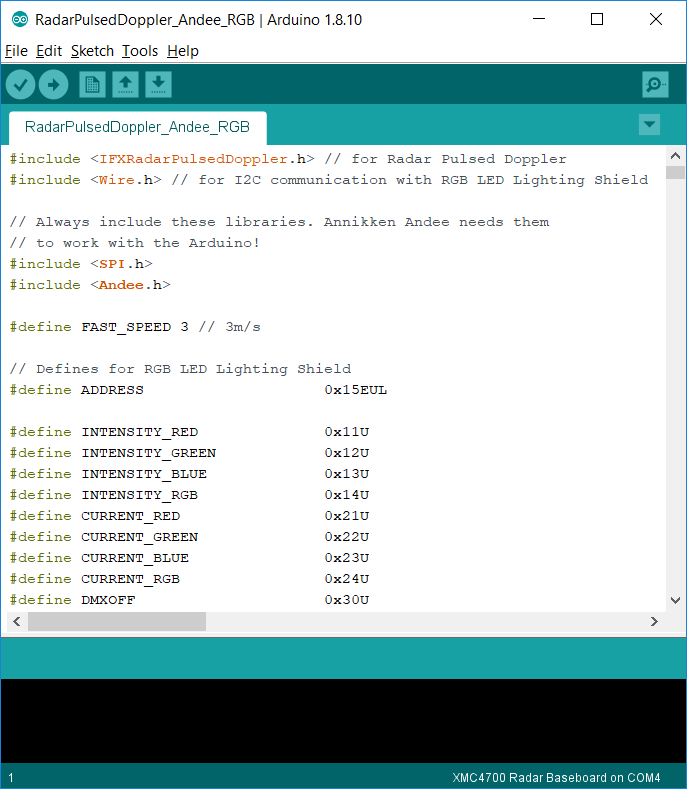 RadarPulsedDoppler_Andee_RGB | Arduino 1.8.10
File Edit Sketch Tools Help
RadarPulsedDoppler_Andee_RGB
#include <IFXRadarPulsedDoppler.h> // for Radar Pulsed Doppler
#include <Wire.h> // for I2C communication with RGB LED Lighting Shield
// Always include these libraries. Annikken Andee needs them
// to work with the Arduino!
#include <SPI.h>
#include <Andee.h>
#define FAST_SPEED 3 // 3m/s
// Defines for RGB LED Lighting Shield
#define ADDRESS 0x15EUL
#define INTENSITY_RED 0x11U
#define INTENSITY_GREEN 0x12U
#define INTENSITY_BLUE 0x13U
#define INTENSITY_RGB 0x14U
#define CURRENT_RED 0x21U
#define CURRENT_GREEN 0x22U
#define CURRENT_BLUE 0x23U
#define CURRENT_RGB 0x24U
#define DMXOFF 0x30U
1 XMC4700 Radar Baseboard on COM4